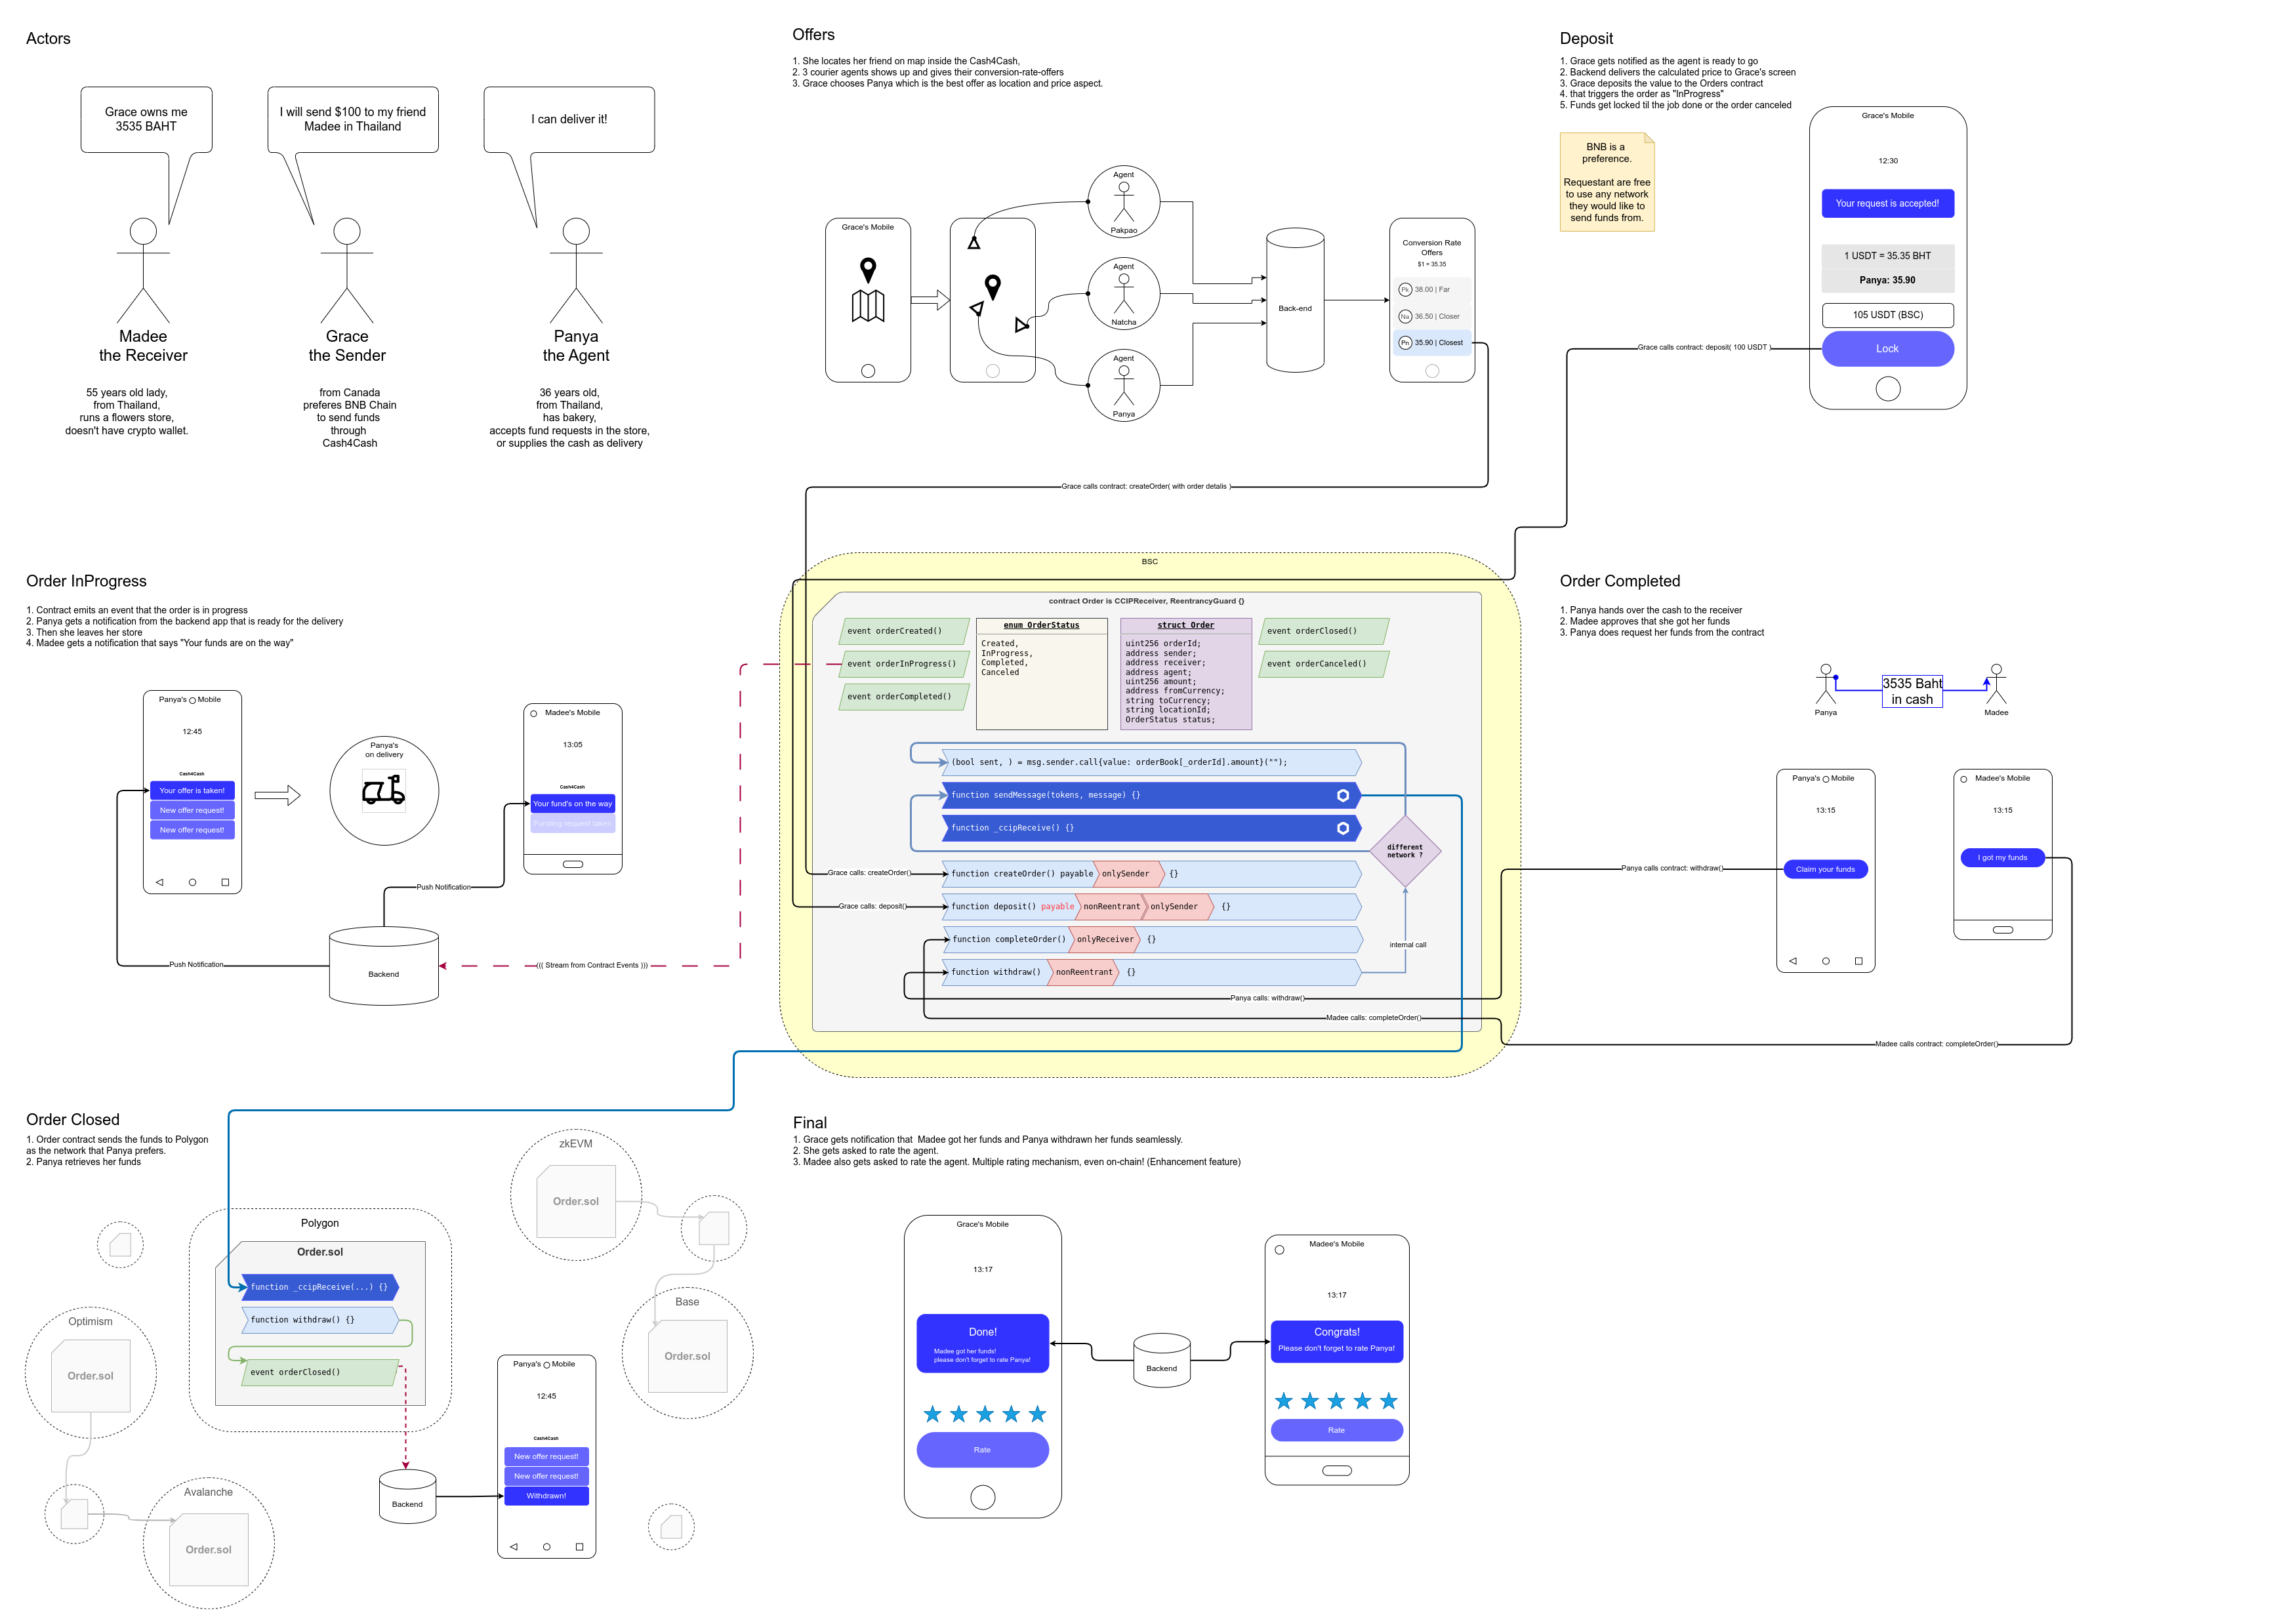 Actors
Grace owns me
3535 BAHT
I will send $100 to my friend
Madee in Thailand
I can deliver it!
Madee
the Receiver
Grace
the Sender
Panya
the Agent
55 years old lady,
from Thailand,
runs a flowers store,
doesn't have crypto wallet.
from Canada
preferes BNB Chain
to send funds
through
Cash4Cash
36 years old,
from Thailand,
has bakery,
accepts fund requests in the store,
or supplies the cash as delivery
Offers
1. She locates her friend on map inside the Cash4Cash,
2. 3 courier agents shows up and gives their conversion-rate-offers
3. Grace chooses Panya which is the best offer as location and price aspect.
Grace's Mobile
Agent
Pakpao
Agent
Natcha
Agent
Panya
Back-end
Conversion Rate
Offers
$1 = 35.35
Pk 38.00 | Far
Na 36.50 | Closer
Pn 35.90 | Closest
Grace calls contract: createOrder( with order detalis )
Deposit
1. Grace gets notified as the agent is ready to go
2. Backend delivers the calculated price to Grace's screen
3. Grace deposits the value to the Orders contract
4. that triggers the order as "InProgress"
5. Funds get locked til the job done or the order canceled
BNB is a
preference.
Requestant are free
to use any network
they would like to
send funds from.
Grace's Mobile
12:30
Your request is accepted!
1 USDT = 35.35 BHT
Panya: 35.90
105 USDT (BSC)
Lock
Grace calls contract: deposit( 100 USDT )
Order InProgress
1. Contract emits an event that the order is in progress
2. Panya gets a notification from the backend app that is ready for the delivery
3. Then she leaves her store
4. Madee gets a notification that says "Your funds are on the way"
Panya's Mobile
12:45
Cash4Cash
Your offer is taken!
New offer request!
New offer request!
Panya's
on delivery
Madee's Mobile
13:05
Cash4Cash
Your fund's on the way
Funding request taken
Push Notification
Push Notification
Backend
((( Stream from Contract Events )))
BSC
contract Order is CCIPReceiver, ReentrancyGuard {}
event orderCreated()
event orderInProgress()
event orderCompleted()
enum OrderStatus
Created,
InProgress,
Completed,
Canceled
struct Order
uint256 orderId;
address sender;
address receiver;
address agent;
uint256 amount;
address fromCurrency;
string toCurrency;
string locationId;
OrderStatus status;
event orderClosed()
event orderCanceled()
(bool sent, ) = msg.sender.call{value: orderBook[_orderId].amount}("");
function sendMessage(tokens, message) {}
function _ccipReceive() {}
different
network ?
Grace calls: createOrder()
function createOrder() payable onlySender {}
Grace calls: deposit()
function deposit() payable nonReentrant onlySender {}
function completeOrder() onlyReceiver {}
internal call
function withdraw() nonReentrant {}
Panya calls: withdraw()
Madee calls: completeOrder()
Order Completed
1. Panya hands over the cash to the receiver
2. Madee approves that she got her funds
3. Panya does request her funds from the contract
Panya
3535 Baht
in cash
Madee
Panya's Mobile
13:15
Claim your funds
Madee's Mobile
13:15
I got my funds
Panya calls contract: withdraw()
Madee calls contract: completeOrder()
Order Closed
1. Order contract sends the funds to Polygon
as the network that Panya prefers.
2. Panya retrieves her funds
zkEVM
Order.sol
Polygon
Order.sol
function _ccipReceive(...) {}
function withdraw() {}
event orderClosed()
Optimism
Order.sol
Base
Order.sol
Avalanche
Order.sol
Backend
Panya's Mobile
12:45
Cash4Cash
New offer request!
New offer request!
Withdrawn!
Final
1. Grace gets notification that Madee got her funds and Panya withdrawn her funds seamlessly.
2. She gets asked to rate the agent.
3. Madee also gets asked to rate the agent. Multiple rating mechanism, even on-chain! (Enhancement feature)
Grace's Mobile
13:17
Done!
Madee got her funds!
please don't forget to rate Panya!
Rate
Backend
Madee's Mobile
13:17
Congrats!
Please don't forget to rate Panya!
Rate